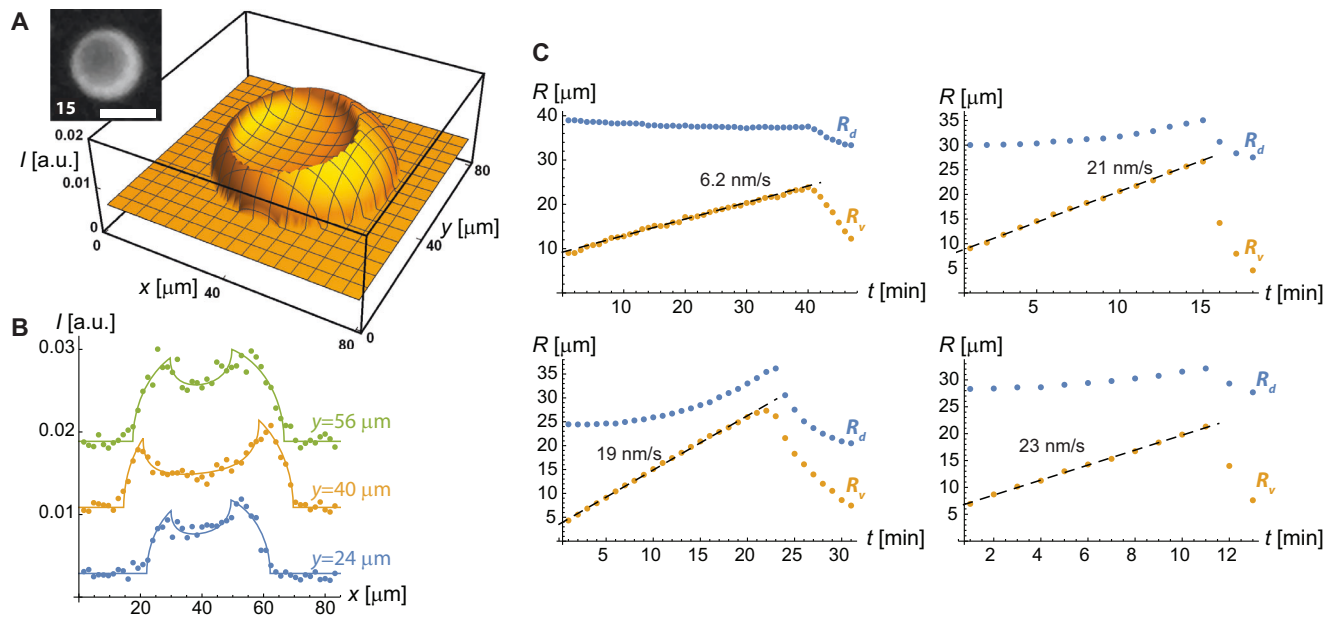 A
15
I [a.u.]
0.02
0.01
0
0
x [μm]
40
80
0
y [μm]
40
80
B
I [a.u.]
0.03
0.02
0.01
y=56 μm
y=40 μm
y=24 μm
20 40 60 80
x [μm]
C
R [μm]
40
30
20
10
6.2 nm/s
R_d
R_v
10 20 30 40
t [min]
R [μm]
35
30
25
20
15
10
5
21 nm/s
R_d
R_v
5 10 15
t [min]
R [μm]
35
30
25
20
15
10
5
19 nm/s
R_d
R_v
5 10 15 20 25 30
t [min]
R [μm]
30
25
20
15
10
5
23 nm/s
R_d
R_v
2 4 6 8 10 12
t [min]